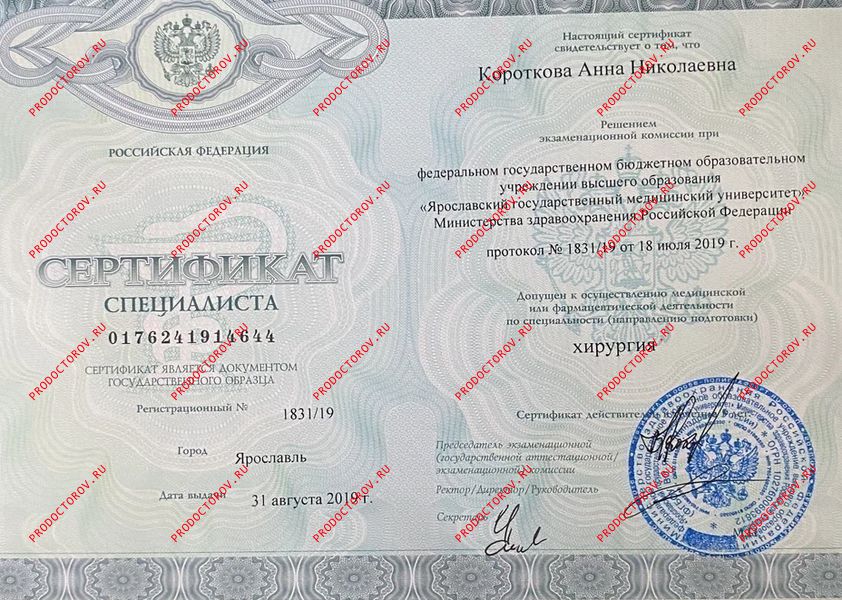 РОССИЙСКАЯ ФЕДЕРАЦИЯ
СЕРТИФИКАТ
СПЕЦИАЛИСТА
0176241914644
СЕРТИФИКАТ ЯВЛЯЕТСЯ ДОКУМЕНТОМ
ГОСУДАРСТВЕННОГО ОБРАЗЦА
Регистрационный № 1831/19
Город Ярославль
Дата выдачи 31 августа 2019 г.
Настоящий сертификат
свидетельствует о том, что
Короткова Анна Николаевна
Решением
экзаменационной комиссии при
федеральном государственном бюджетном образовательном
учреждении высшего образования
«Ярославский государственный медицинский университет»
Министерства здравоохранения Российской Федерации
протокол № 1831/19 от 18 июля 2019 г.
Допущен к осуществлению медицинской
или фармацевтической деятельности
по специальности (направлению подготовки)
хирургия
Сертификат действителен в течение 5 лет.
Председатель экзаменационной
(государственной аттестационной)
экзаменационной комиссии
Ректор/Директор/Руководитель
Секретарь
PRODOCTOROV.RU